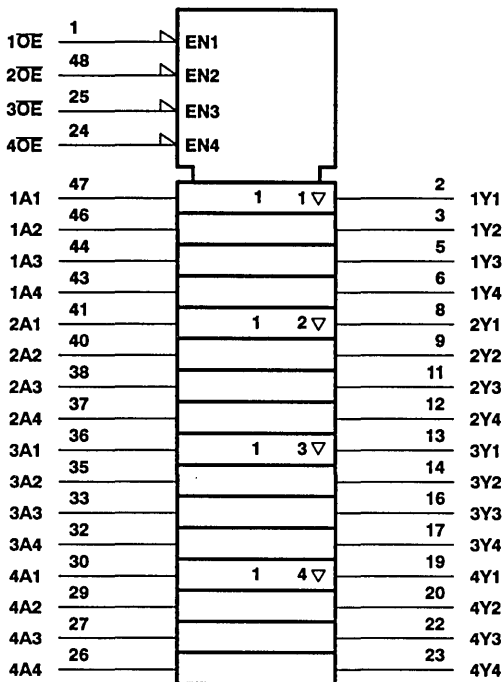 1O̅E̅ 1 EN1
2O̅E̅ 48 EN2
3O̅E̅ 25 EN3
4O̅E̅ 24 EN4
1A1 47 1 1 ▽ 2 1Y1
1A2 46 3 1Y2
1A3 44 5 1Y3
1A4 43 6 1Y4
2A1 41 1 2 ▽ 8 2Y1
2A2 40 9 2Y2
2A3 38 11 2Y3
2A4 37 12 2Y4
3A1 36 1 3 ▽ 13 3Y1
3A2 35 14 3Y2
3A3 33 16 3Y3
3A4 32 17 3Y4
4A1 30 1 4 ▽ 19 4Y1
4A2 29 20 4Y2
4A3 27 22 4Y3
4A4 26 23 4Y4